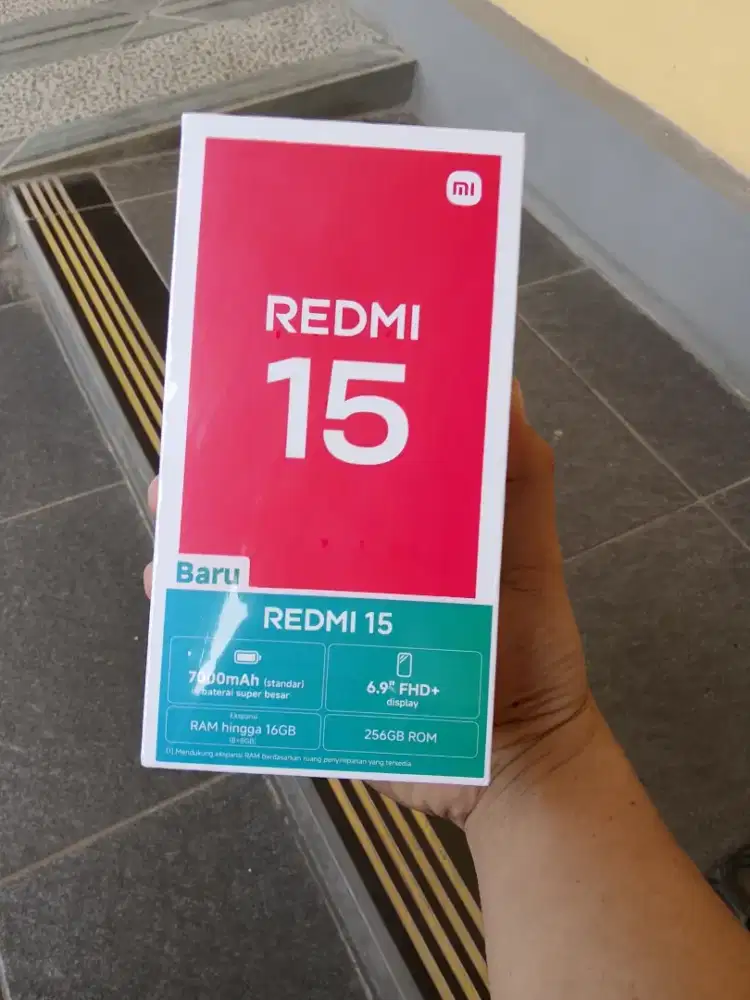 mi
REDMI
15
Baru
REDMI 15
7000mAh (standar)
baterai super besar
6.9" FHD+
display
Ekspansi
RAM hingga 16GB
(8+8GB)
256GB ROM
[1] Mendukung ekspansi RAM berdasarkan ruang penyimpanan yang tersedia